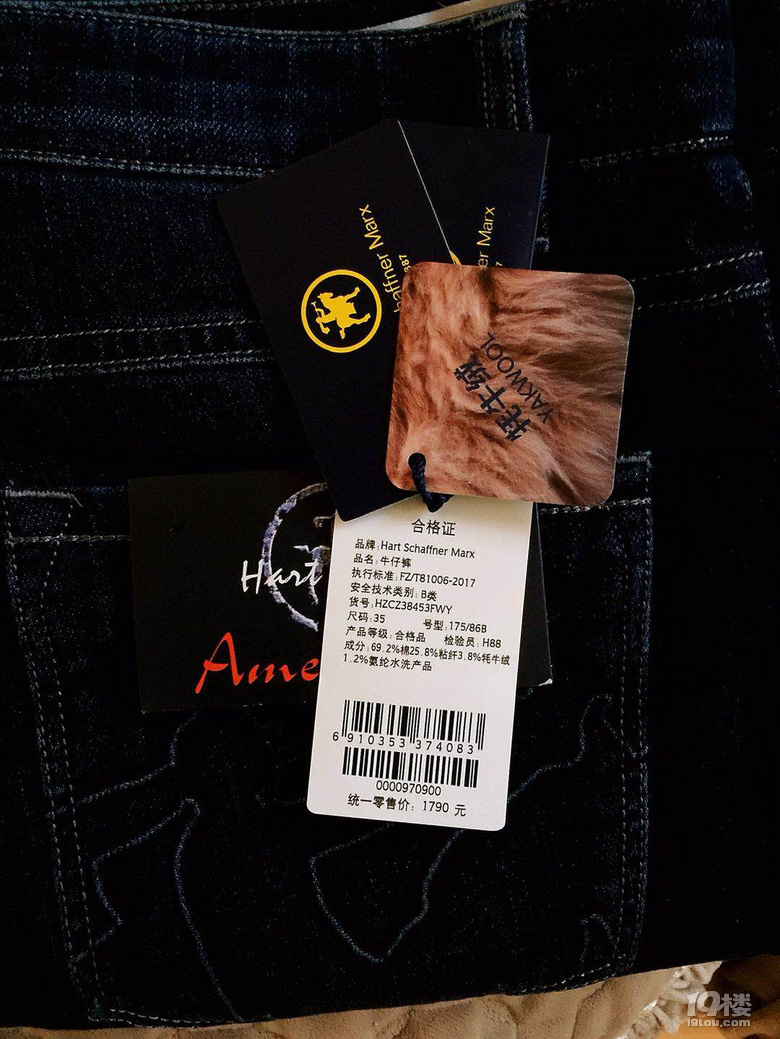 haffner Marx
ner Marx
牦牛绒
YAKWOOL
Hart
Ame
合格证
品牌:Hart Schaffner Marx
品名:牛仔裤
执行标准:FZ/T81006-2017
安全技术类别:B类
货号:HZCZ38453FWY
尺码:35 号型:175/86B
产品等级:合格品 检验员:H88
成分:69.2%棉25.8%粘纤3.8%牦牛绒
1.2%氨纶水洗产品
6 910353 374083
0000970900
统一零售价: 1790 元
19楼
19lou.com